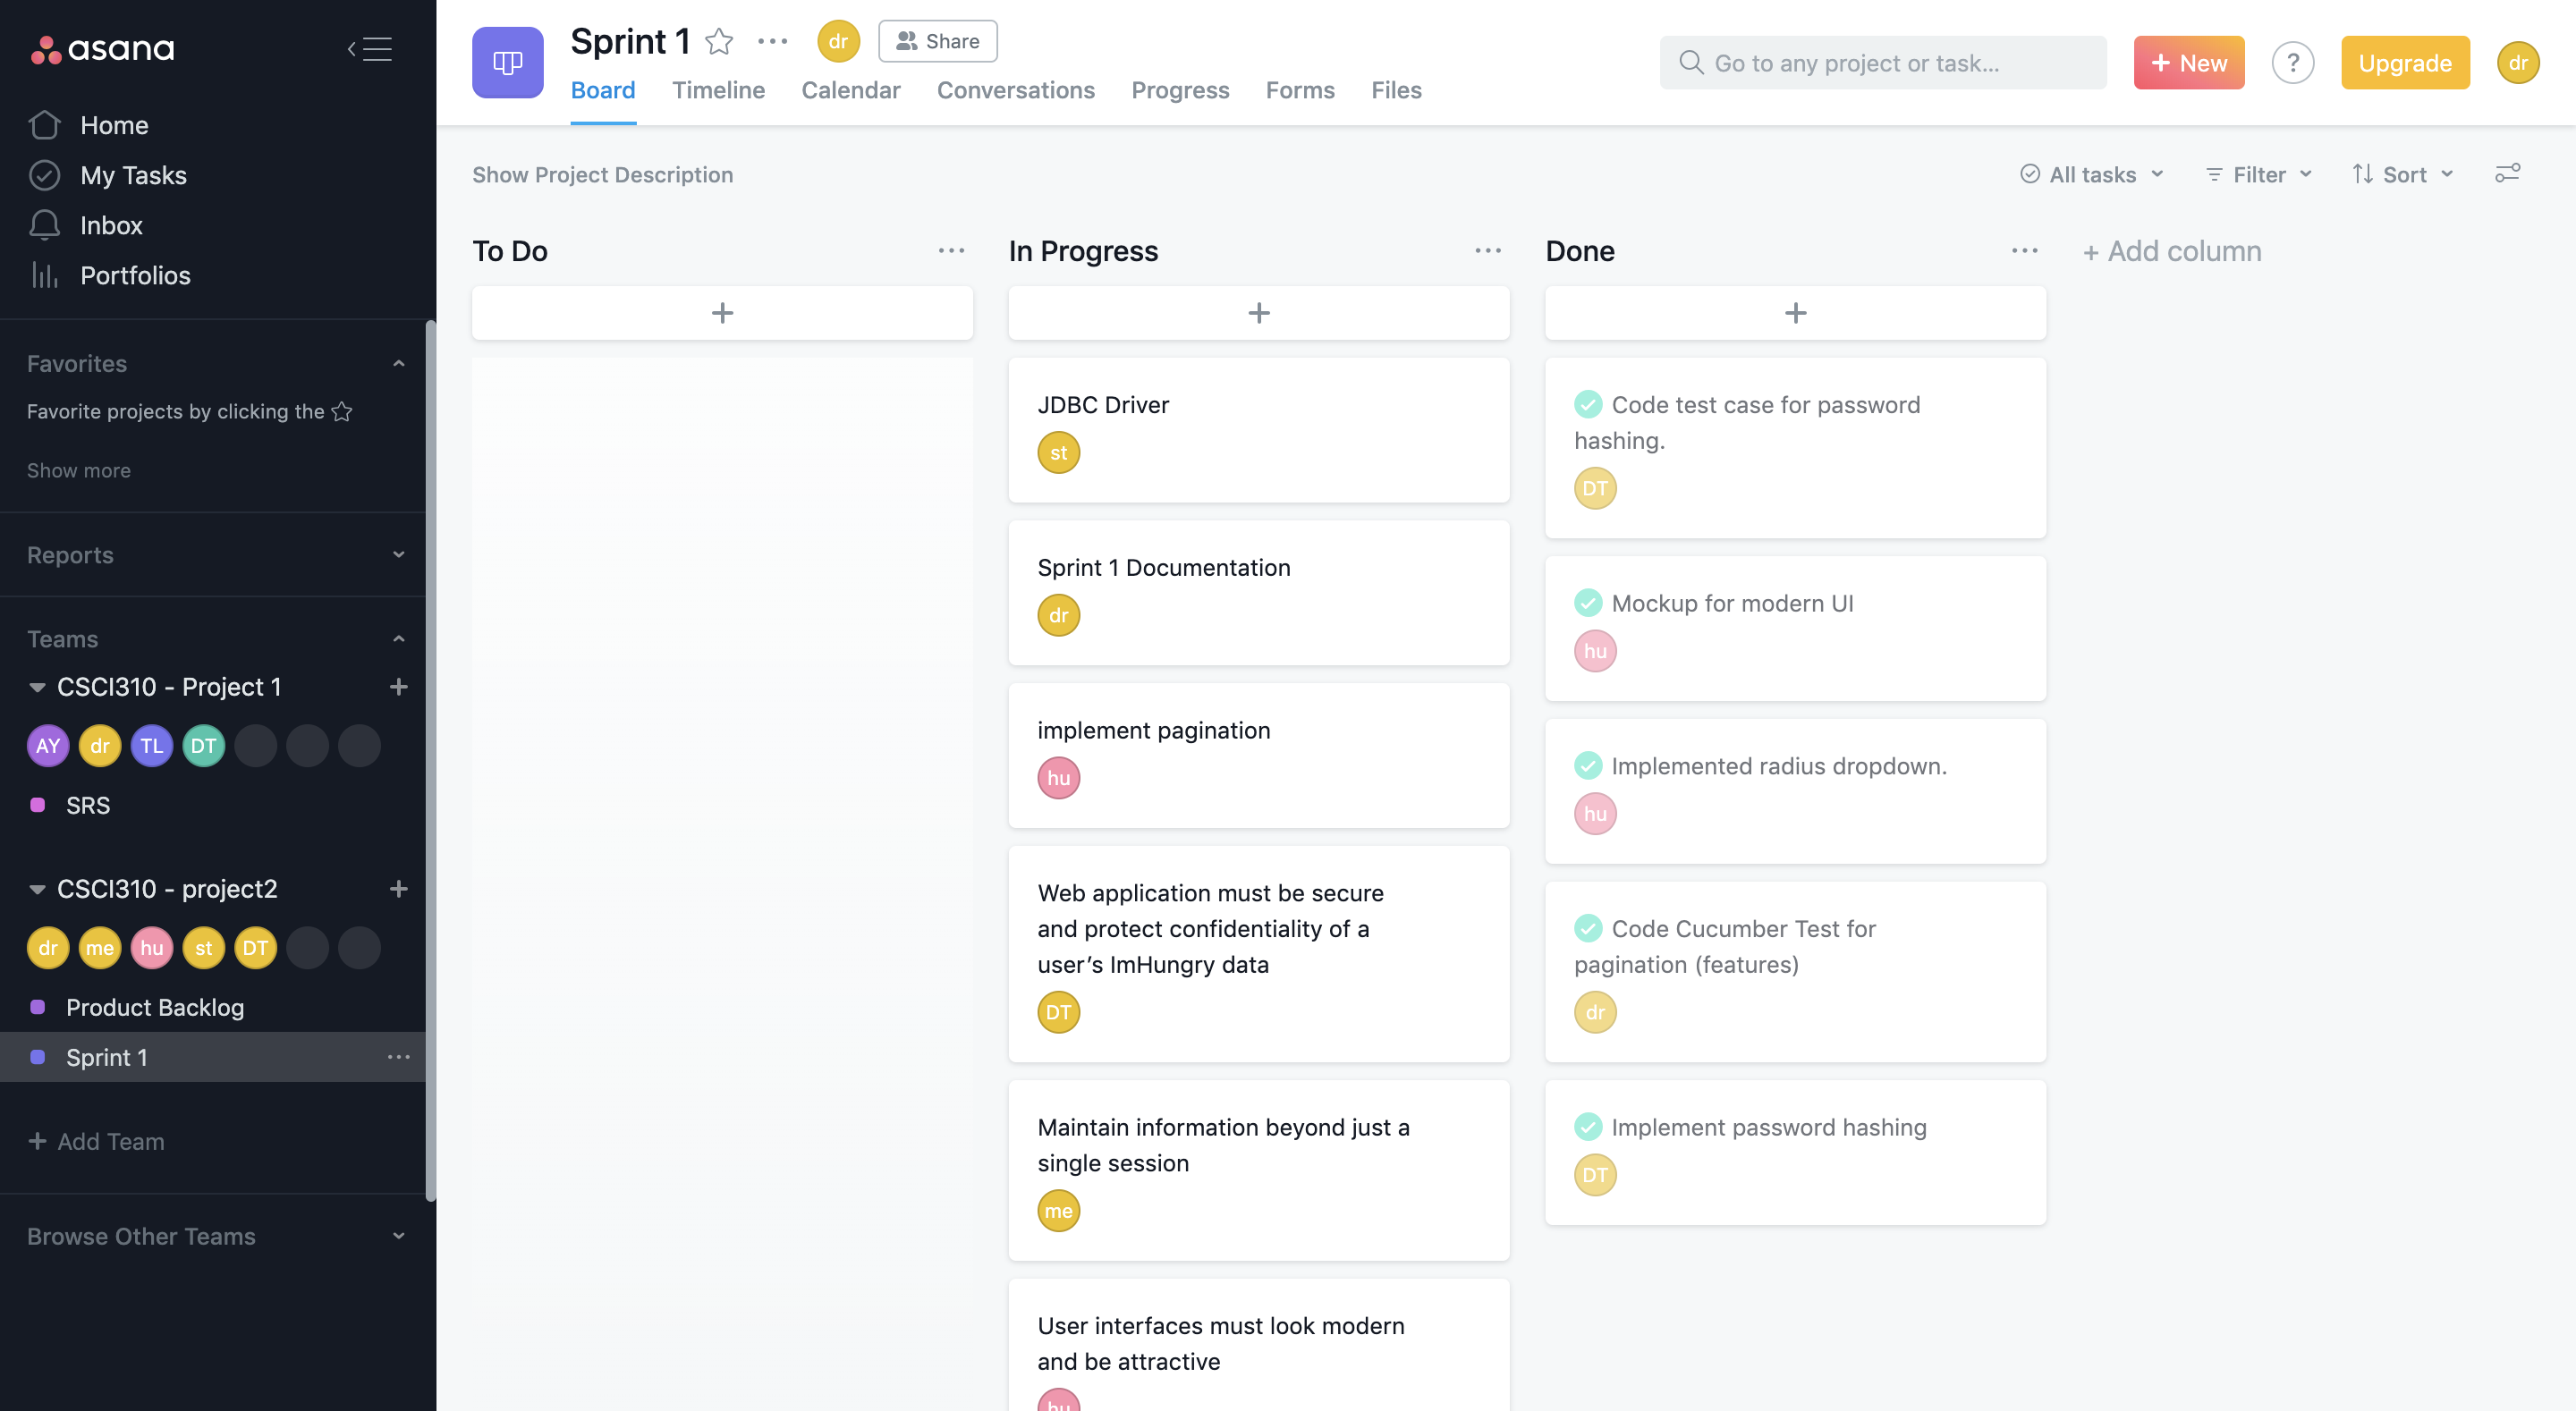 asana
Home
My Tasks
Inbox
Portfolios
Favorites
Favorite projects by clicking the
Show more
Reports
Teams
CSCI310 - Project 1
AY dr TL DT
SRS
CSCI310 - project2
dr me hu st DT
Product Backlog
Sprint 1
+ Add Team
Browse Other Teams
Sprint 1 ... dr Share
Board Timeline Calendar Conversations Progress Forms Files
Go to any project or task...
+ New
?
Upgrade
dr
Show Project Description
All tasks
Filter
Sort
To Do
+
In Progress
+
JDBC Driver
st
Sprint 1 Documentation
dr
implement pagination
hu
Web application must be secure
and protect confidentiality of a
user’s ImHungry data
DT
Maintain information beyond just a
single session
me
User interfaces must look modern
and be attractive
hu
Done
+
Code test case for password
hashing.
DT
Mockup for modern UI
hu
Implemented radius dropdown.
hu
Code Cucumber Test for
pagination (features)
dr
Implement password hashing
DT
+ Add column